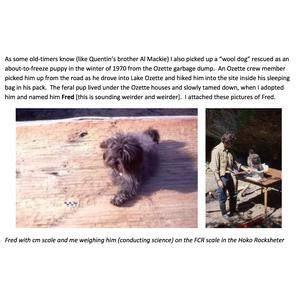 As some old-timers know (like Quentin's brother Al Mackie) I also picked up a "wool dog" rescued as an
about-to-freeze puppy in the winter of 1970 from the Ozette garbage dump.  An Ozette crew member
picked him up from the road as he drove into Lake Ozette and hiked him into the site inside his sleeping
bag in his pack.  The feral pup lived under the Ozette houses and slowly tamed down, when I adopted
him and named him Fred [this is sounding weirder and weirder].  I attached these pictures of Fred.
Fred with cm scale and me weighing him (conducting science) on the FCR scale in the Hoko Rocksheter